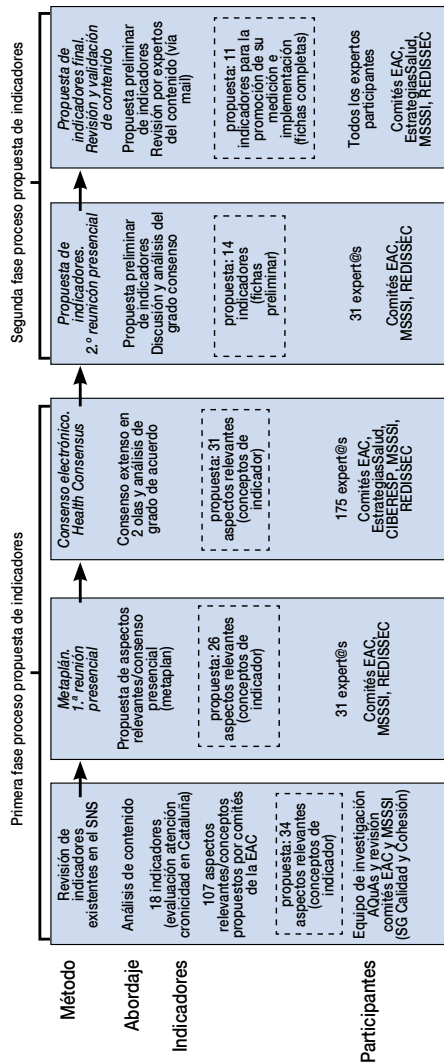 Primera fase proceso propuesta de indicadores
Segunda fase proceso propuesta de indicadores
Método
Abordaje
Indicadores
Participantes
Revisión de
indicadores
existentes en el SNS
Análisis de contenido
18 indicadores
(evaluación atención
cronicidad en Cataluña)
107 aspectos
relevantes/conceptos
propuestos por comités
de la EAC
propuesta: 34
aspectos relevantes
(conceptos de
indicador)
Equipo de investigación
AQuAs y revisión
comités EAC y MSSSI
(SG Calidad y Cohesión)
Metaplán.
1.ª reunión
presencial
Propuesta de aspectos
relevantes/consenso
presencial
(metaplan)
propuesta: 26
aspectos relevantes
(conceptos de
indicador)
31 expert@s
Comités EAC,
MSSSI, REDISSEC
Consenso electrónico.
Health Consensus
Consenso extenso en
2 olas y análisis de
grado de acuerdo
propuesta: 31
aspectos relevantes
(conceptos de
indicador)
175 expert@s
Comités EAC,
EstrategiasSalud,
CIBERESP, MSSSI,
REDISSEC
Propuesta de
indicadores.
2.º reunicón presencial
Propuesta preliminar
de indicadores
Discusión y análisis del
grado consenso
propuesta: 14
indicadores
(fichas
preliminar)
31 expert@s
Comités EAC,
MSSSI, REDISSEC
Propuesta de
indicadores final.
Revisión y validación
de contenido
Propuesta preliminar
de indicadores
Revisión por expertos
del contenido (vía
mail)
propuesta: 11
indicadores para la
promoción de su
medición e
implementación
(fichas completas)
Todos los expertos
participantes
Comités EAC,
EstrategiasSalud,
MSSSI, REDISSEC